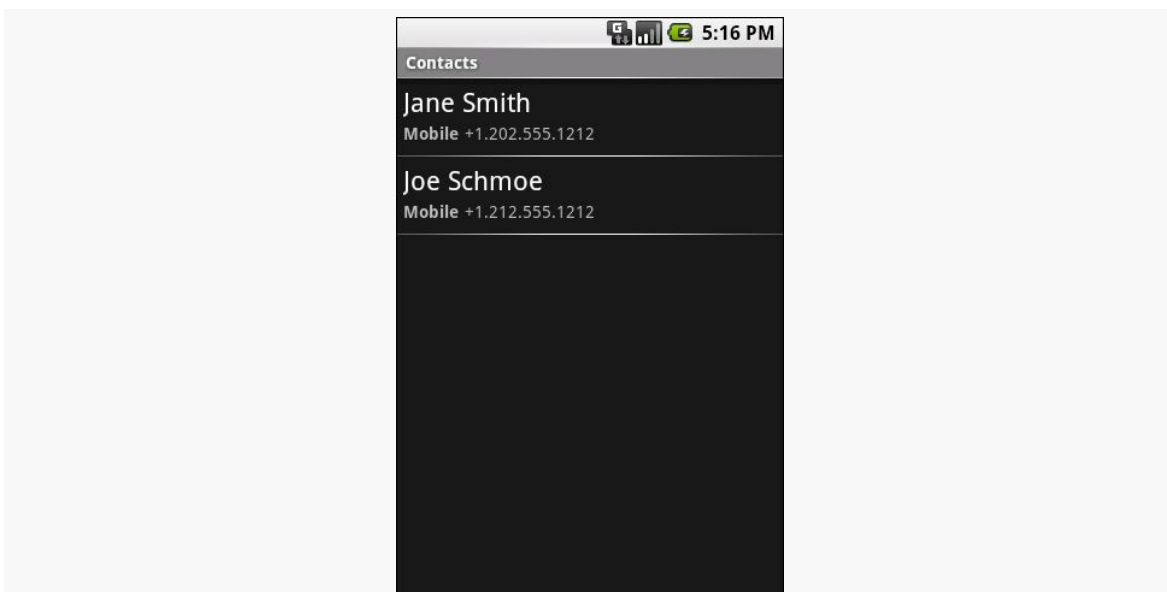 G
5:16 PM
Contacts
Jane Smith
Mobile +1.202.555.1212
Joe Schmoe
Mobile +1.212.555.1212